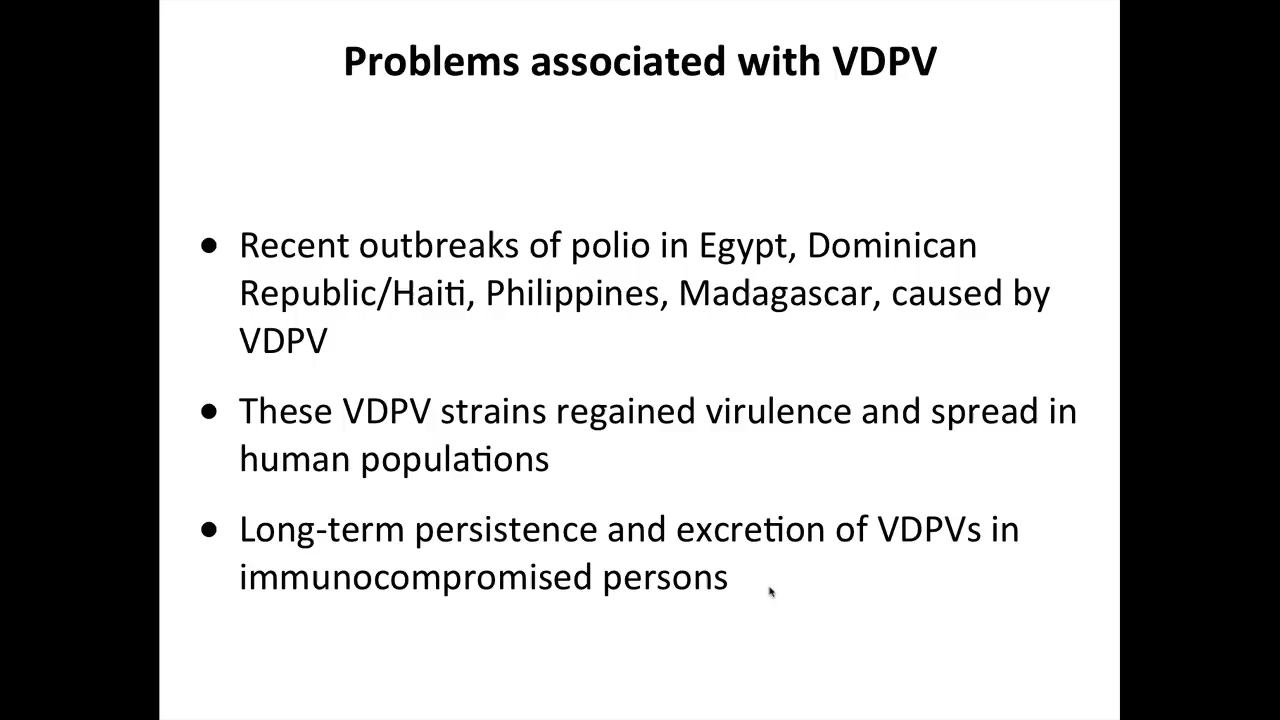 Problems associated with VDPV
• Recent outbreaks of polio in Egypt, Dominican
Republic/Haiti, Philippines, Madagascar, caused by
VDPV
• These VDPV strains regained virulence and spread in
human populations
• Long-term persistence and excretion of VDPVs in
immunocompromised persons